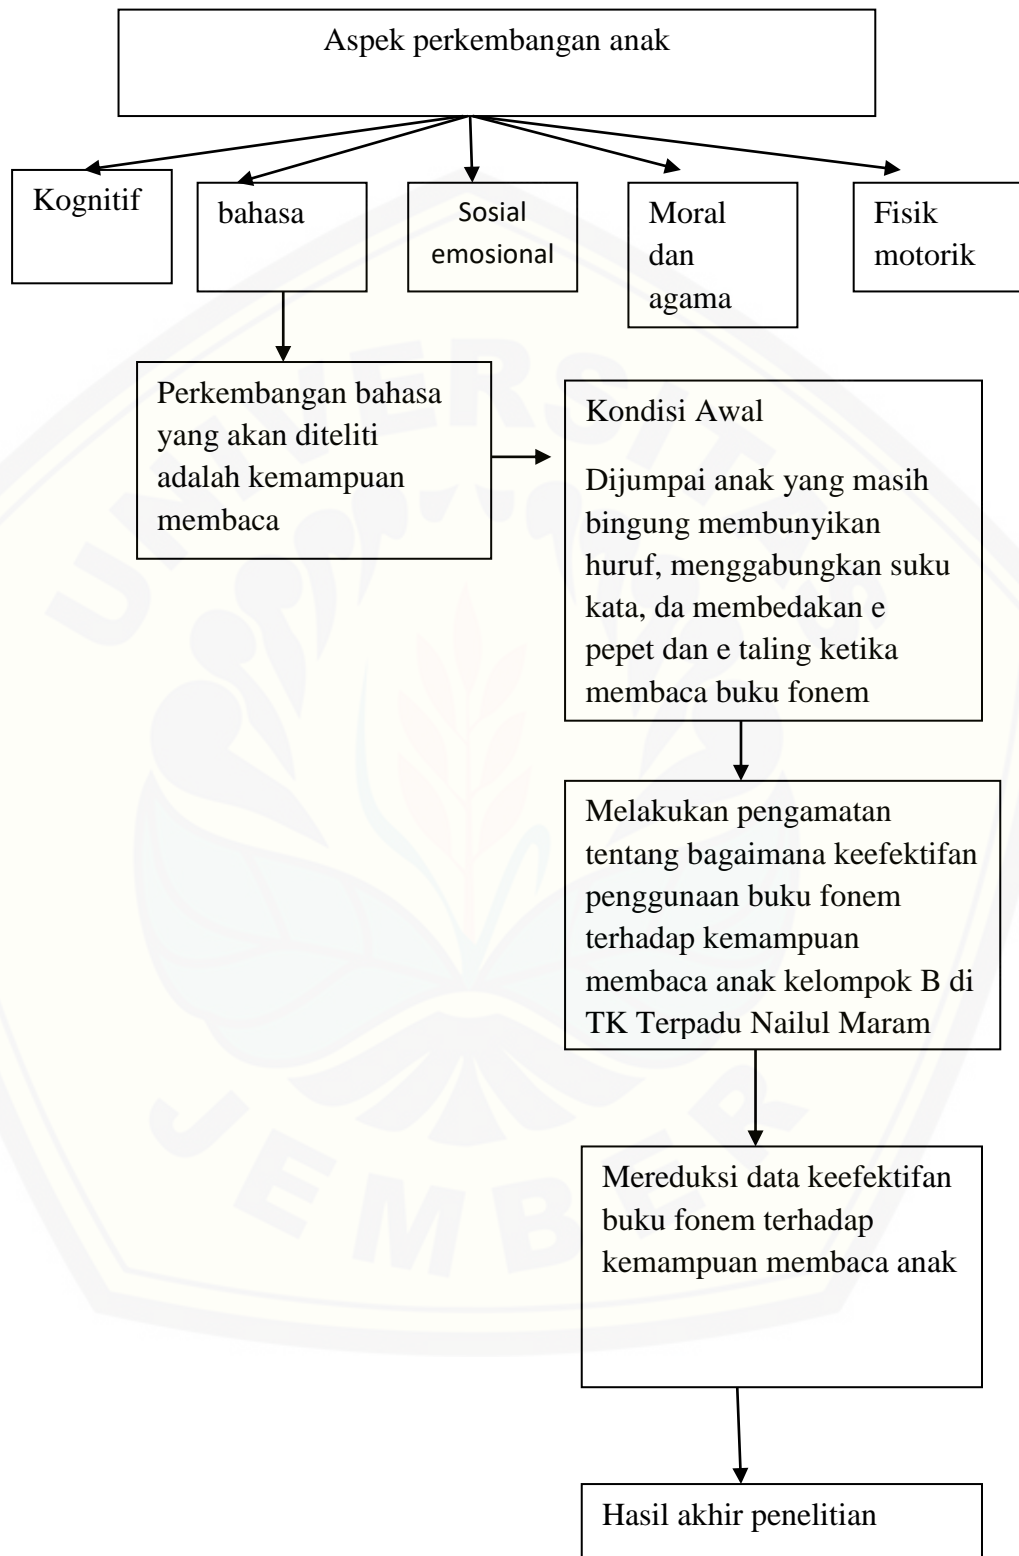 Aspek perkembangan anak
Kognitif
bahasa
Sosial
emosional
Moral
dan
agama
Fisik
motorik
Perkembangan bahasa
yang akan diteliti
adalah kemampuan
membaca
Kondisi Awal
Dijumpai anak yang masih
bingung membunyikan
huruf, menggabungkan suku
kata, da membedakan e
pepet dan e taling ketika
membaca buku fonem
Melakukan pengamatan
tentang bagaimana keefektifan
penggunaan buku fonem
terhadap kemampuan
membaca anak kelompok B di
TK Terpadu Nailul Maram
Mereduksi data keefektifan
buku fonem terhadap
kemampuan membaca anak
Hasil akhir penelitian
UNIVERSITAS
JEMBER